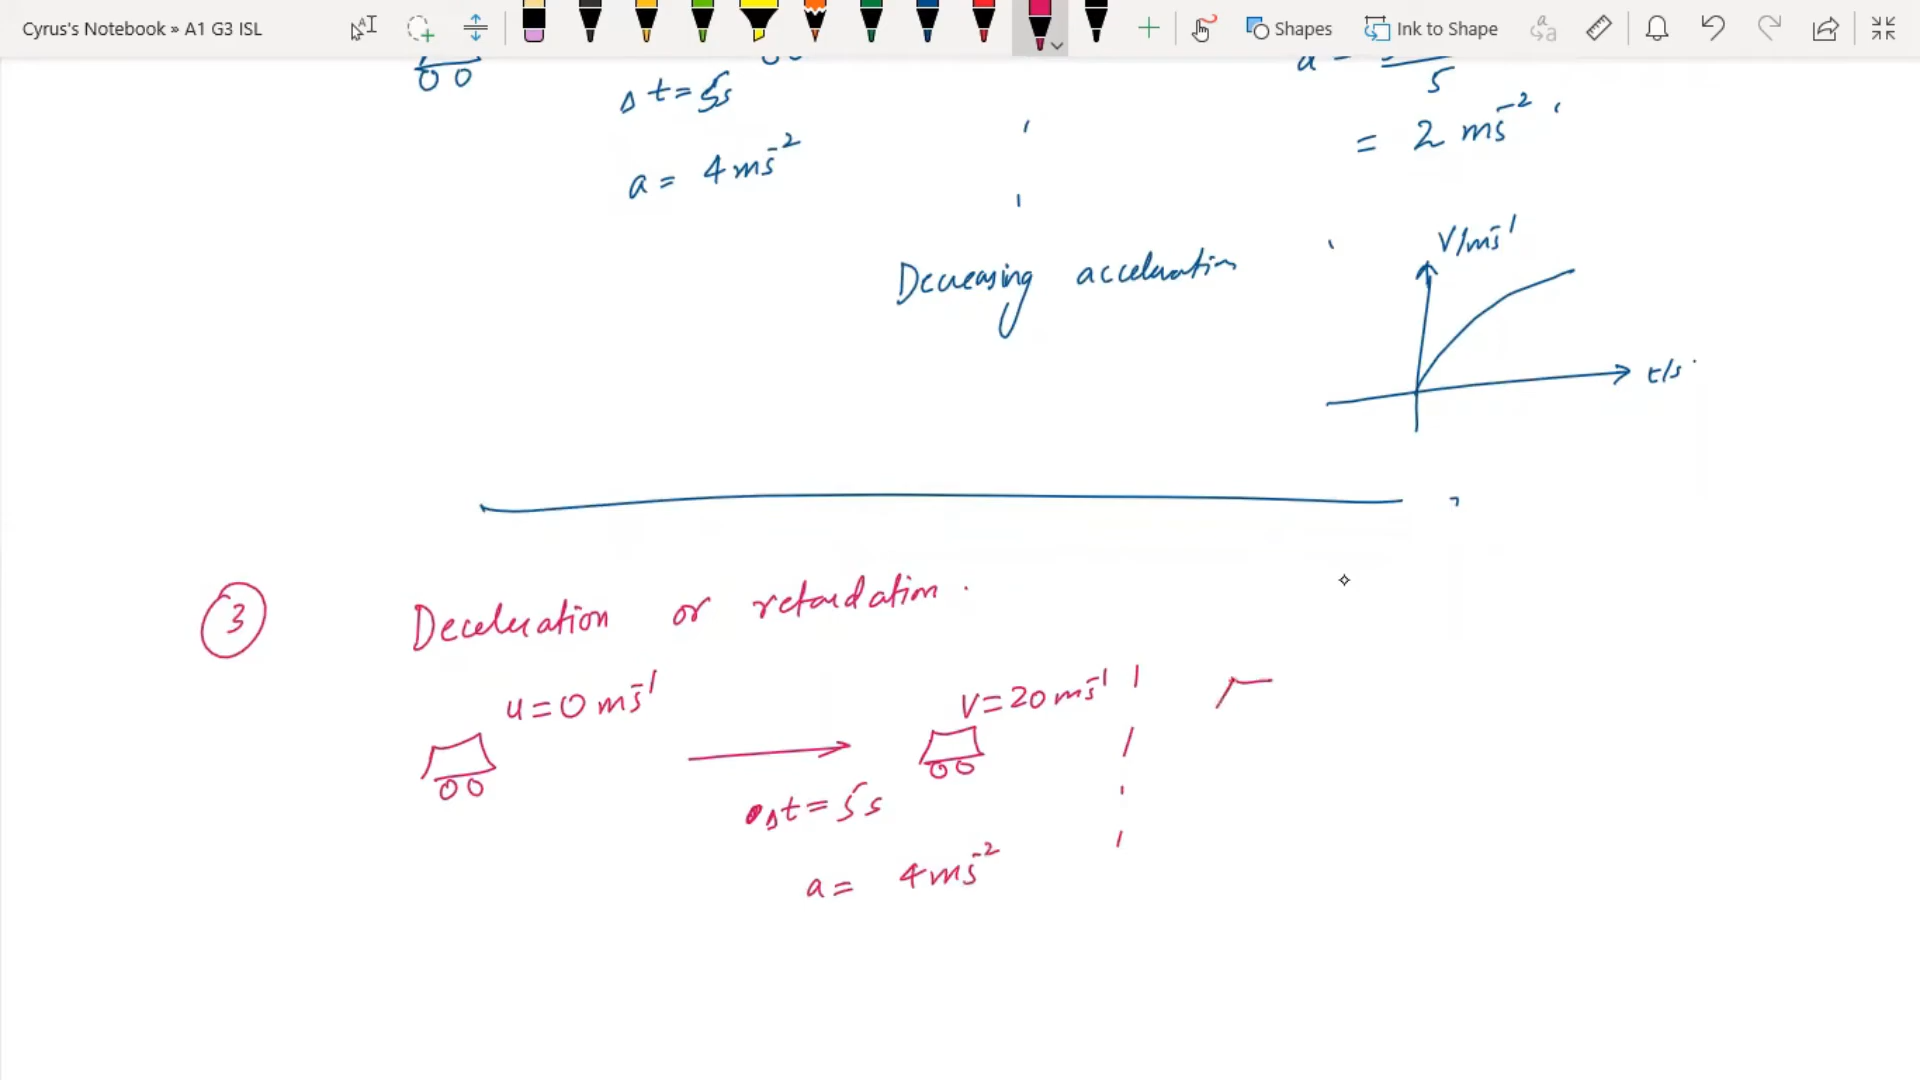 Cyrus's Notebook » A1 G3 ISL
Shapes
Ink to Shape
Δt = 5s
5
a = 4 ms⁻²
= 2 ms⁻²
Decreasing acceleration
V/ms⁻¹
t/s
③ Deceleration or retardation.
u = 0 ms⁻¹
V = 20 ms⁻¹
Δt = 5s
a = 4 ms⁻²